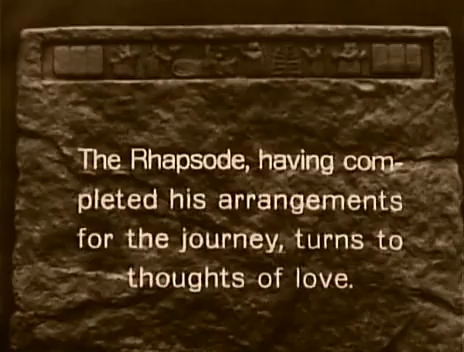 The Rhapsode, having com-
pleted his arrangements
for the journey, turns to
thoughts of love.